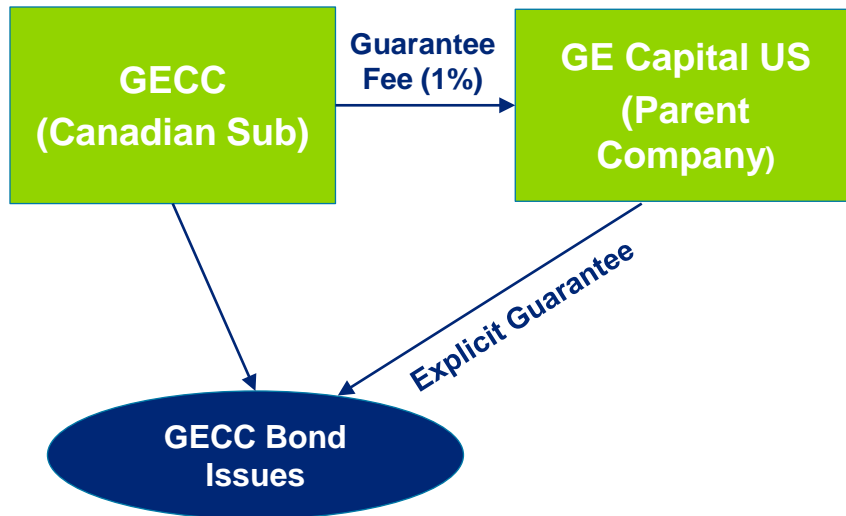 GECC
(Canadian Sub)
Guarantee
Fee (1%)
GE Capital US
(Parent
Company)
Explicit Guarantee
GECC Bond
Issues